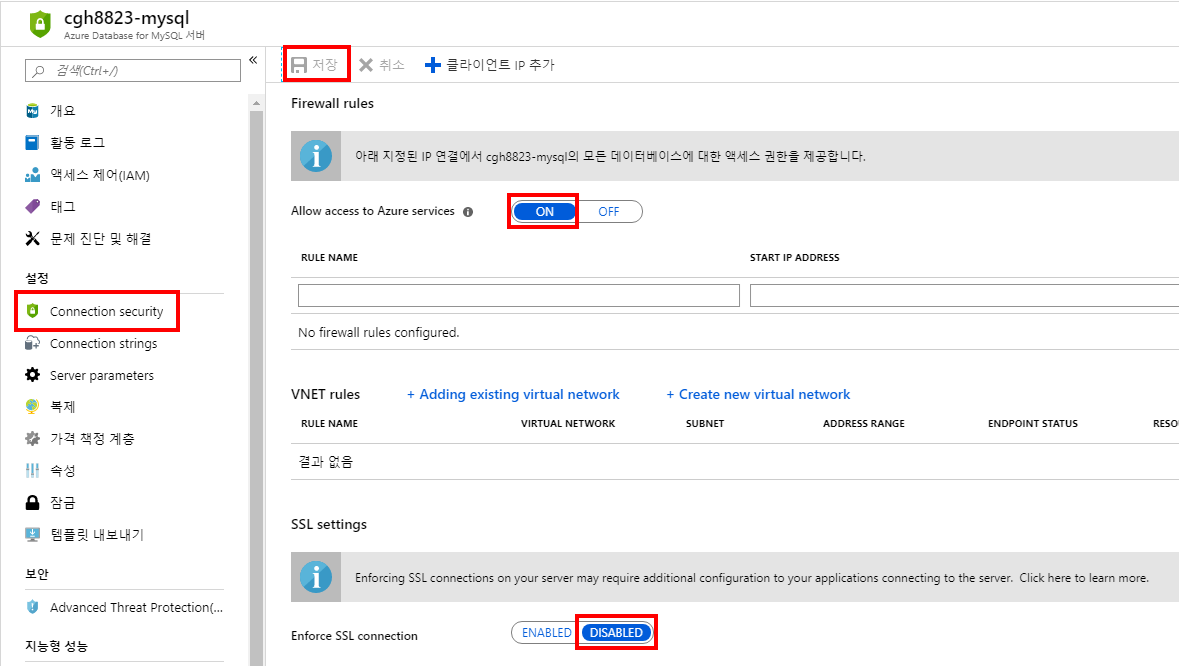 cgh8823-mysql
Azure Database for MySQL 서버
검색(Ctrl+/)
«
개요
활동 로그
액세스 제어(IAM)
태그
문제 진단 및 해결
설정
Connection security
Connection strings
Server parameters
복제
가격 책정 계층
속성
잠금
템플릿 내보내기
보안
Advanced Threat Protection(...
지능형 성능
저장 취소 클라이언트 IP 추가
Firewall rules
아래 지정된 IP 연결에서 cgh8823-mysql의 모든 데이터베이스에 대한 액세스 권한을 제공합니다.
Allow access to Azure services ON OFF
RULE NAME START IP ADDRESS
No firewall rules configured.
VNET rules + Adding existing virtual network + Create new virtual network
RULE NAME VIRTUAL NETWORK SUBNET ADDRESS RANGE ENDPOINT STATUS RESOU
결과 없음
SSL settings
Enforcing SSL connections on your server may require additional configuration to your applications connecting to the server. Click here to learn more.
Enforce SSL connection ENABLED DISABLED